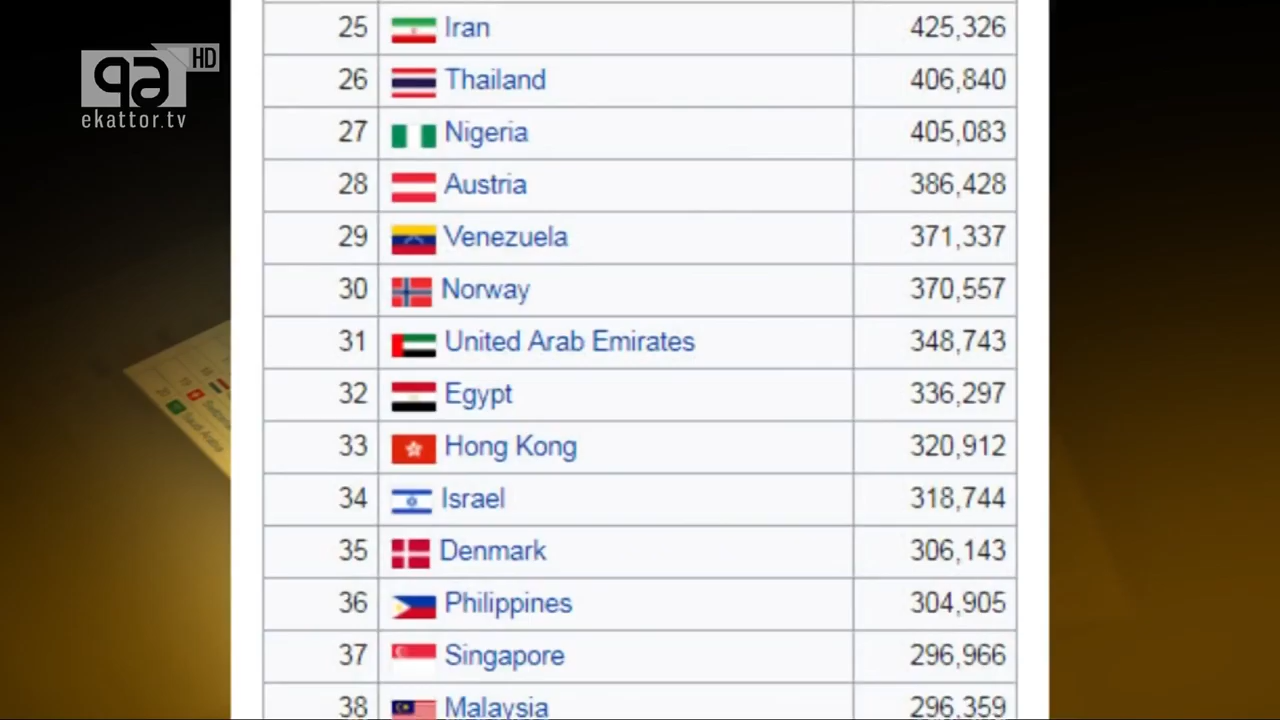 25 Iran 425,326
HD
26 Thailand 406,840
ekattor.tv
27 Nigeria 405,083
28 Austria 386,428
29 Venezuela 371,337
30 Norway 370,557
31 United Arab Emirates 348,743
32 Egypt 336,297
33 Hong Kong 320,912
34 Israel 318,744
35 Denmark 306,143
36 Philippines 304,905
37 Singapore 296,966
38 Malaysia 296,359